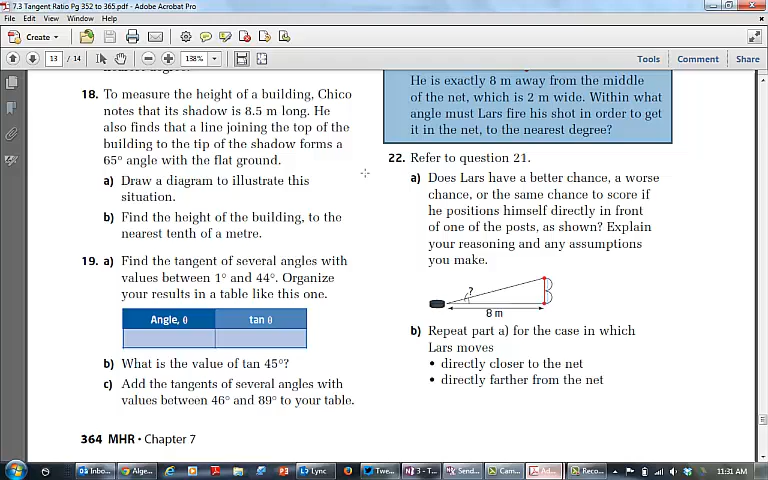 7.3 Tangent Ratio Pg 352 to 365.pdf - Adobe Acrobat Pro
File Edit View Window Help
Create
13 / 14
138%
Tools Comment Share
18. To measure the height of a building, Chico
notes that its shadow is 8.5 m long. He
also finds that a line joining the top of the
building to the tip of the shadow forms a
65° angle with the flat ground.
a) Draw a diagram to illustrate this
situation.
b) Find the height of the building, to the
nearest tenth of a metre.
19. a) Find the tangent of several angles with
values between 1° and 44°. Organize
your results in a table like this one.
Angle, θ tan θ
b) What is the value of tan 45°?
c) Add the tangents of several angles with
values between 46° and 89° to your table.
364 MHR • Chapter 7
He is exactly 8 m away from the middle
of the net, which is 2 m wide. Within what
angle must Lars fire his shot in order to get
it in the net, to the nearest degree?
22. Refer to question 21.
a) Does Lars have a better chance, a worse
chance, or the same chance to score if
he positions himself directly in front
of one of the posts, as shown? Explain
your reasoning and any assumptions
you make.
?
8 m
b) Repeat part a) for the case in which
Lars moves
• directly closer to the net
• directly farther from the net
Inbo...
Alge...
Lync
Twe...
3 - T...
Send...
Cam...
Ad...
Reco...
11:31 AM